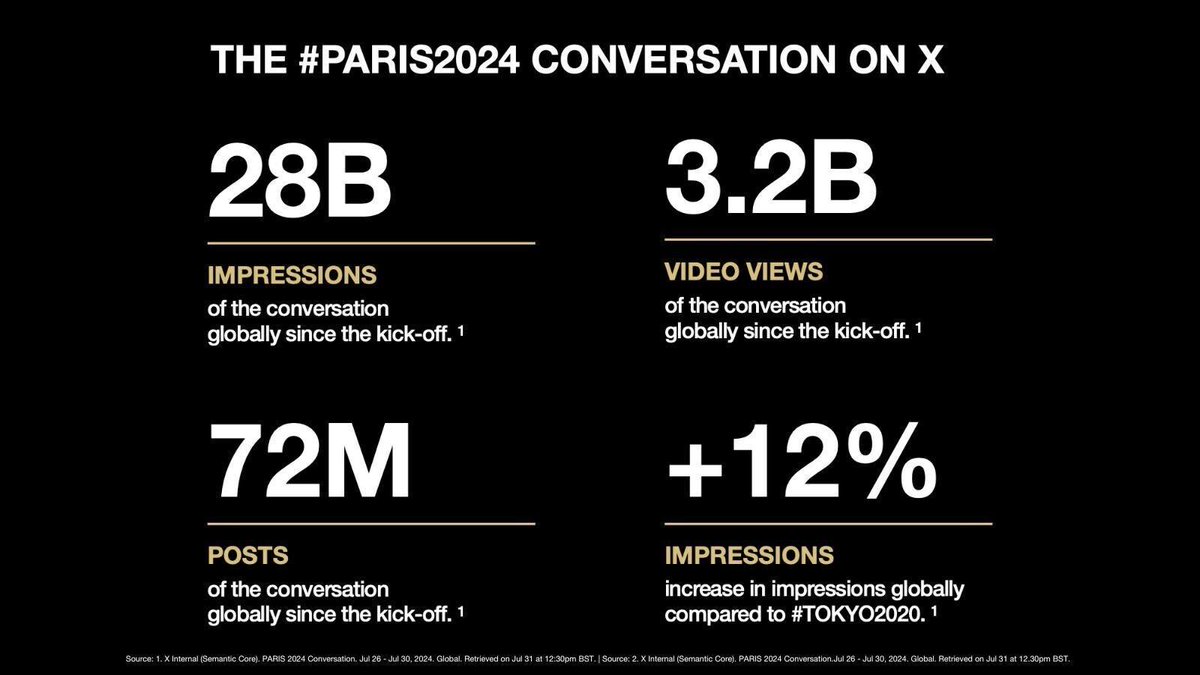 THE #PARIS2024 CONVERSATION ON X
28B
IMPRESSIONS
of the conversation
globally since the kick-off. ¹
3.2B
VIDEO VIEWS
of the conversation
globally since the kick-off. ¹
72M
POSTS
of the conversation
globally since the kick-off. ¹
+12%
IMPRESSIONS
increase in impressions globally
compared to #TOKYO2020. ¹
Source: 1. X Internal (Semantic Core). PARIS 2024 Conversation. Jul 26 - Jul 30, 2024. Global. Retrieved on Jul 31 at 12:30pm BST. | Source: 2. X Internal (Semantic Core). PARIS 2024 Conversation.Jul 26 - Jul 30, 2024. Global. Retrieved on Jul 31 at 12.30pm BST.